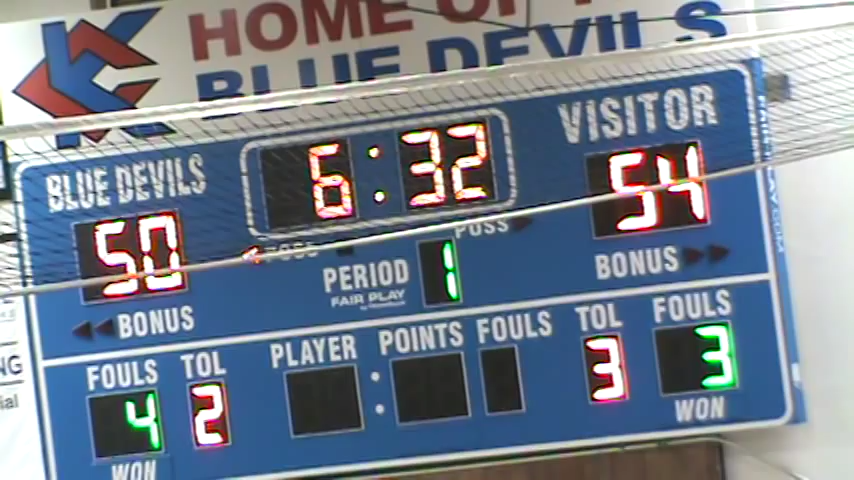 HOME OF
BLUE DEVILS
BLUE DEVILS 6:32 VISITOR
50 54
POSS POSS
PERIOD 1
FAIR PLAY
BONUS BONUS
FOULS TOL PLAYER POINTS FOULS TOL FOULS
4 2 : 3 3
WON WON